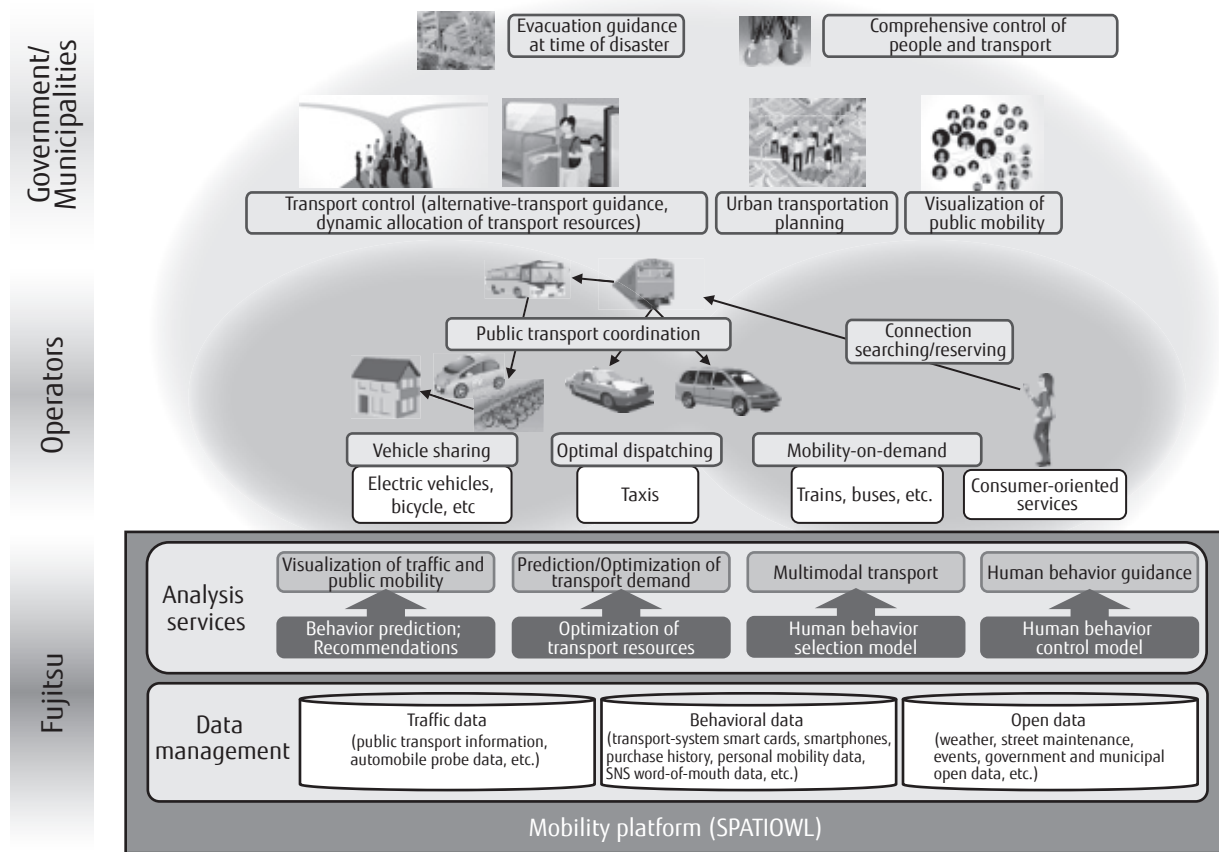 Government/
Municipalities
Evacuation guidance
at time of disaster
Comprehensive control of
people and transport
Transport control (alternative-transport guidance,
dynamic allocation of transport resources)
Urban transportation
planning
Visualization of
public mobility
Operators
Public transport coordination
Connection
searching/reserving
Vehicle sharing
Optimal dispatching
Mobility-on-demand
Electric vehicles,
bicycle, etc
Taxis
Trains, buses, etc.
Consumer-oriented
services
Fujitsu
Analysis
services
Visualization of traffic and
public mobility
Prediction/Optimization of
transport demand
Multimodal transport
Human behavior guidance
Behavior prediction;
Recommendations
Optimization of
transport resources
Human behavior
selection model
Human behavior
control model
Data
management
Traffic data
(public transport information,
automobile probe data, etc.)
Behavioral data
(transport-system smart cards, smartphones,
purchase history, personal mobility data,
SNS word-of-mouth data, etc.)
Open data
(weather, street maintenance,
events, government and municipal
open data, etc.)
Mobility platform (SPATIOWL)